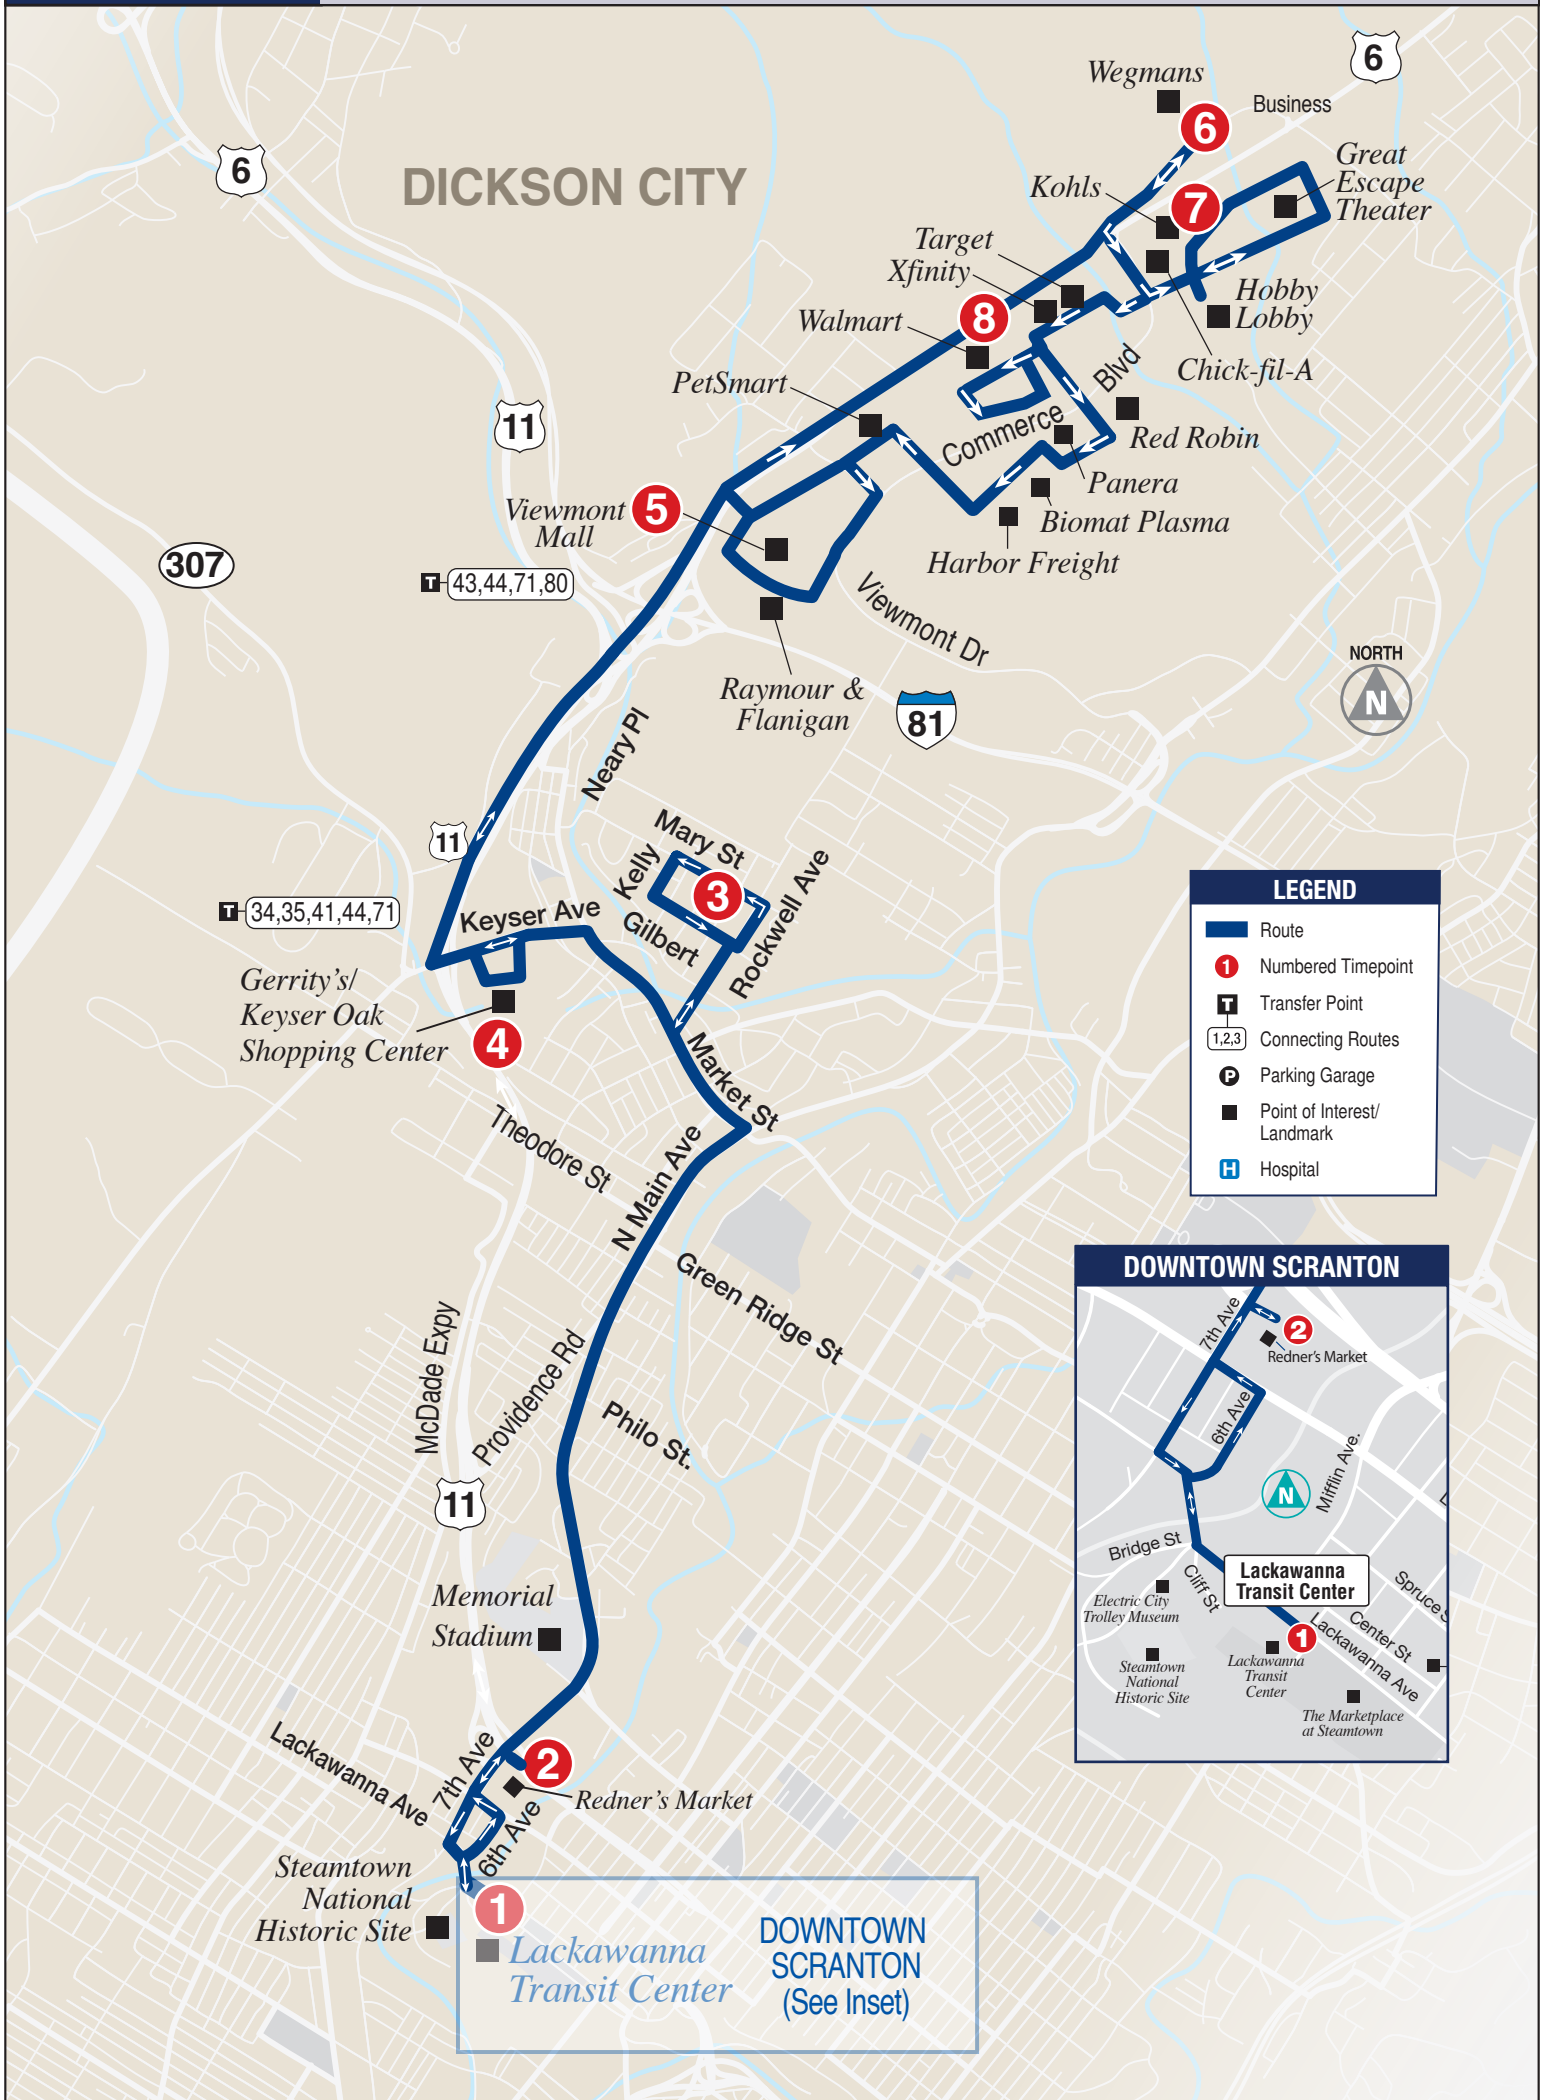 6
Wegmans
6
Business
6
DICKSON CITY
Great
Escape
Theater
Kohls
7
Target
Xfinity
Hobby
Lobby
8
Walmart
Blvd
Chick-fil-A
PetSmart
11
Commerce
Red Robin
Panera
Viewmont
Mall
5
Biomat Plasma
Harbor Freight
307
T
43,44,71,80
Viewmont Dr
NORTH
N
Raymour &
Flanigan
81
Neary Pl
11
Mary St
Kelly
3
Rockwell Ave
Gilbert
T
34,35,41,44,71
Keyser Ave
Gerrity's/
Keyser Oak
Shopping Center
4
Market St
LEGEND
Route
1
Numbered Timepoint
T
Transfer Point
1,2,3
Connecting Routes
P
Parking Garage
Point of Interest/
Landmark
H
Hospital
Theodore St
N Main Ave
Green Ridge St
McDade Expy
Providence Rd
Philo St.
11
Memorial
Stadium
Lackawanna Ave
7th Ave
2
Redner's Market
6th Ave
Steamtown
National
Historic Site
1
Lackawanna
Transit Center
DOWNTOWN
SCRANTON
(See Inset)
DOWNTOWN SCRANTON
7th Ave
2
Redner's Market
6th Ave
Mifflin Ave.
N
Bridge St
Cliff St
Lackawanna
Transit Center
Electric City
Trolley Museum
Spruce S
Center St
Lackawanna Ave
1
Steamtown
National
Historic Site
Lackawanna
Transit
Center
The Marketplace
at Steamtown